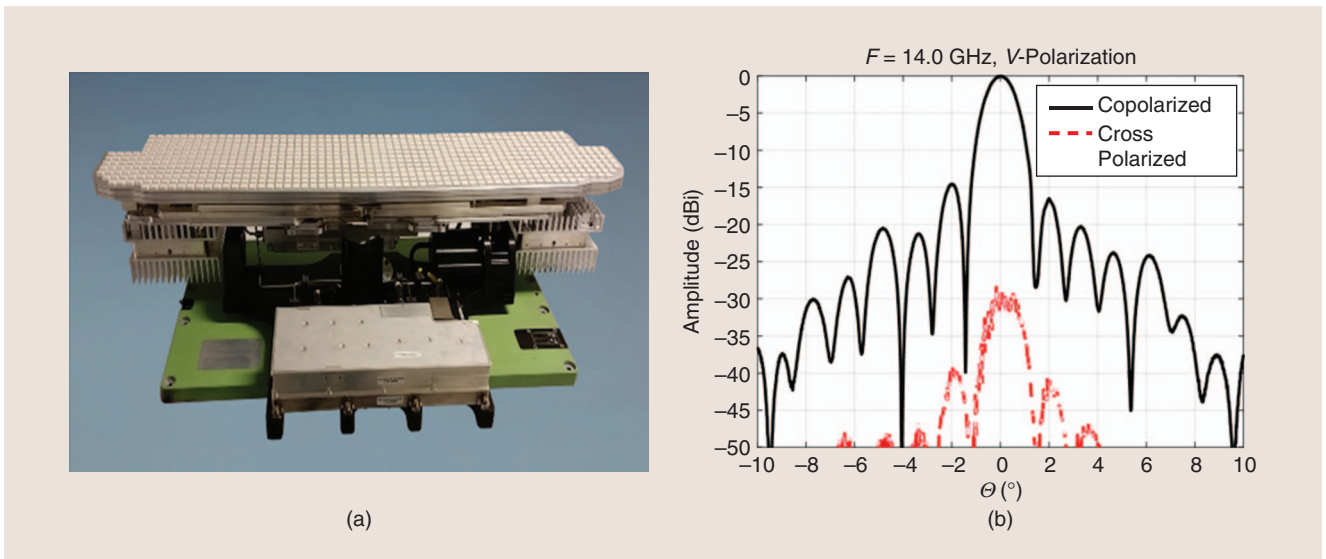 F = 14.0 GHz, V-Polarization
0
–5
–10
–15
–20
–25
–30
–35
–40
–45
–50
Amplitude (dBi)
Copolarized
Cross
Polarized
–10 –8 –6 –4 –2 0 2 4 6 8 10
Θ (°)
(a)
(b)